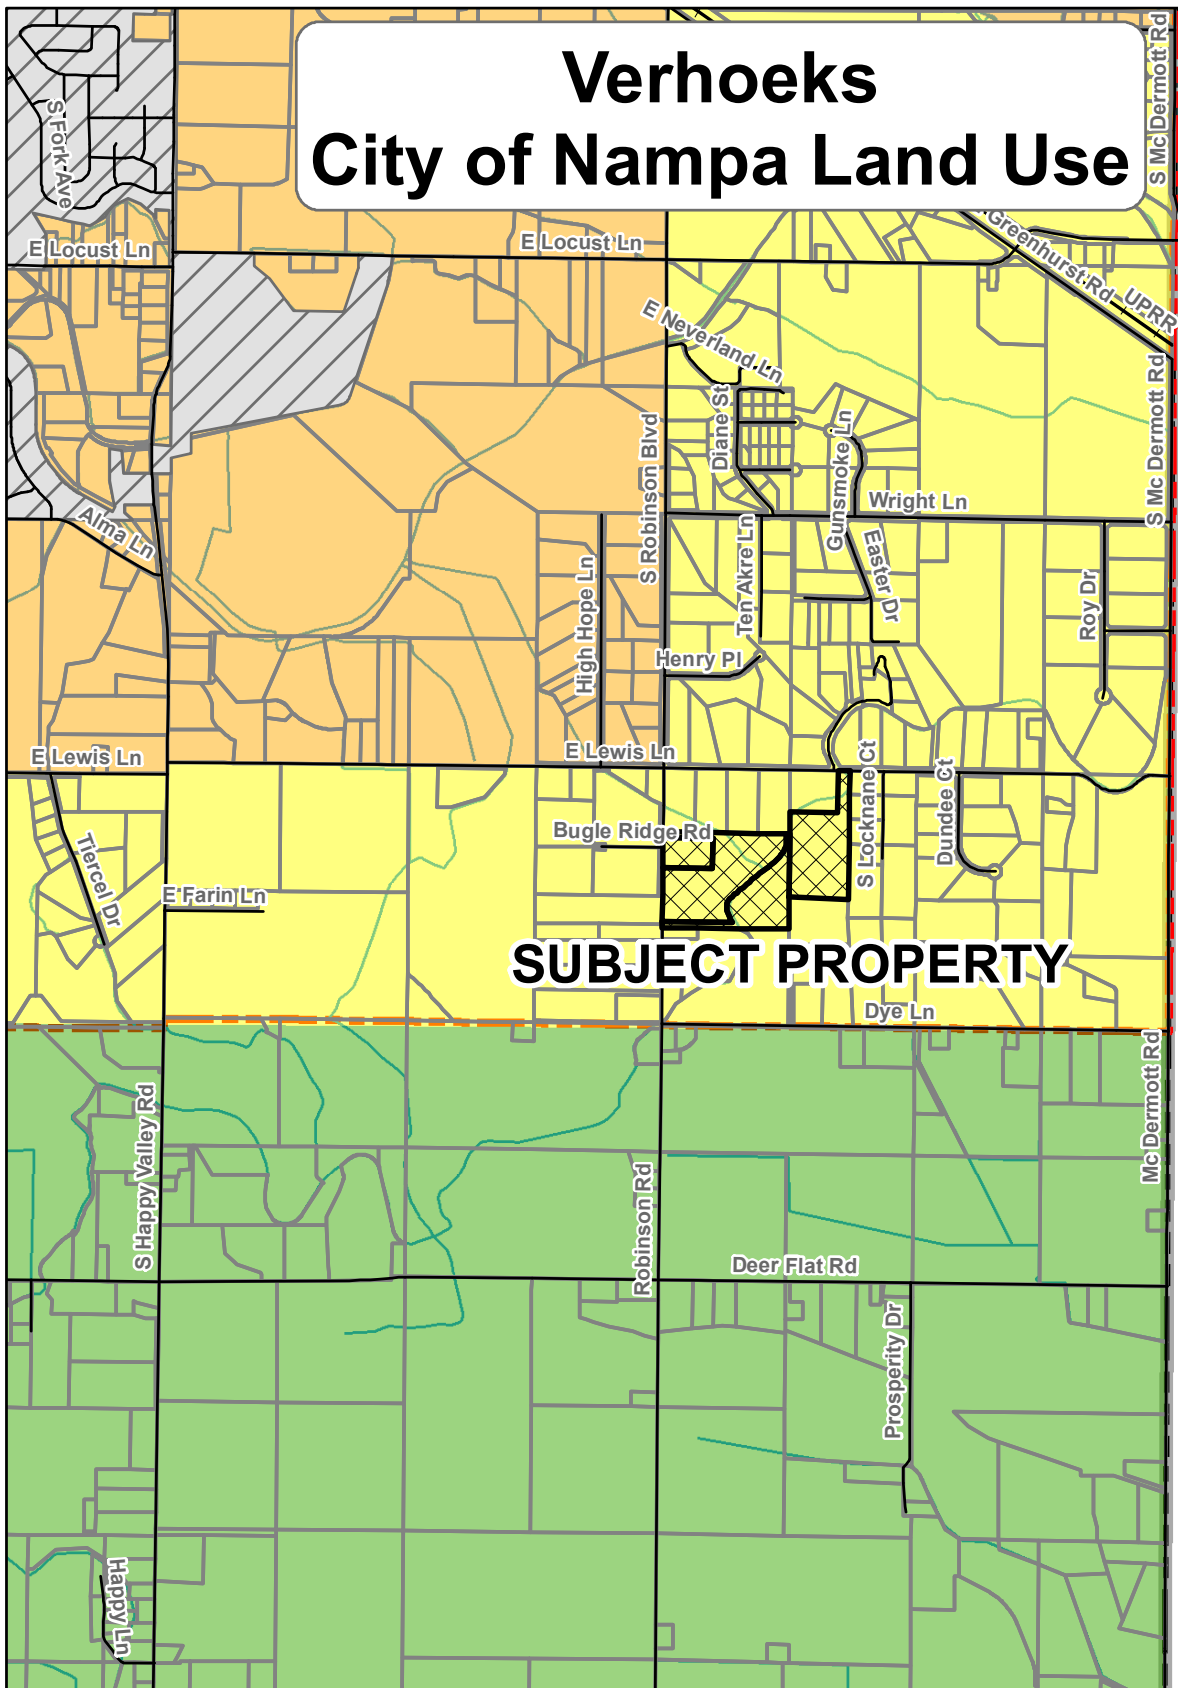 Verhoeks
City of Nampa Land Use
S Mc Dermott Rd
S Fork Ave
E Locust Ln
E Locust Ln
Greenhurst Rd
UPRR
E Neverland Ln
S Mc Dermott Rd
Diane St
S Robinson Blvd
Gunsmoke Ln
Wright Ln
Alma Ln
Ten Akre Ln
Easter Dr
High Hope Ln
Roy Dr
Henry Pl
E Lewis Ln
E Lewis Ln
S Locknane Ct
Dundee Ct
Bugle Ridge Rd
Tiercel Dr
E Farin Ln
SUBJECT PROPERTY
Dye Ln
S Happy Valley Rd
Mc Dermott Rd
Robinson Rd
Deer Flat Rd
Prosperity Dr
Happy Ln